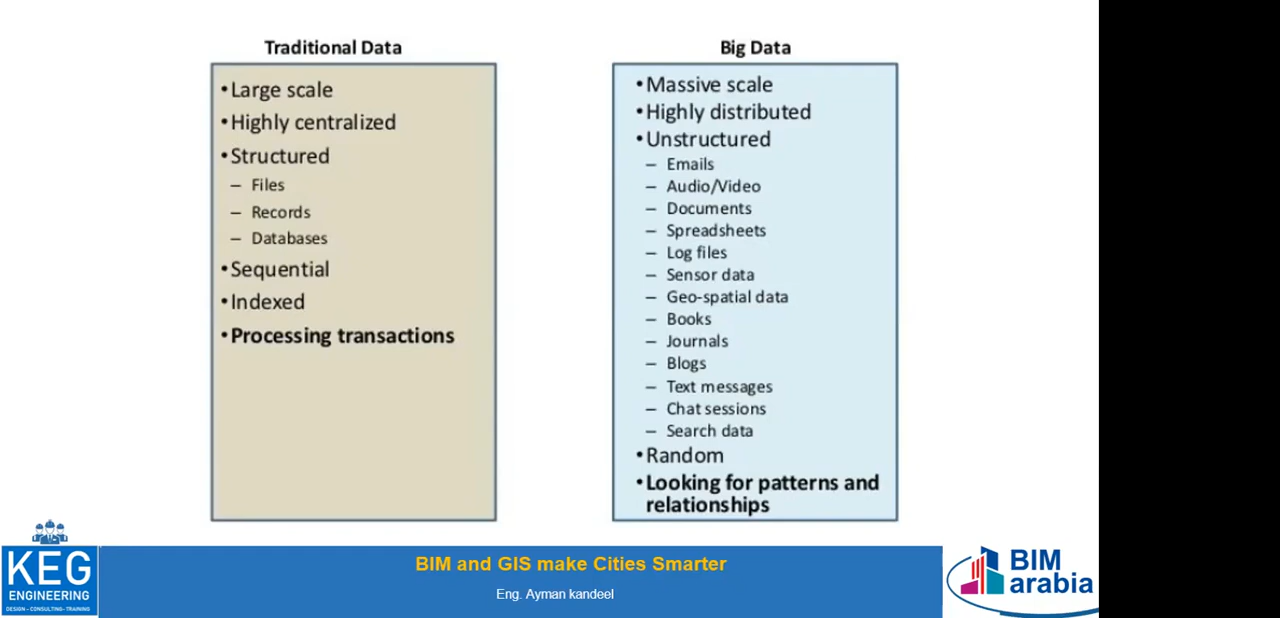 Traditional Data
•Large scale
•Highly centralized
•Structured
– Files
– Records
– Databases
•Sequential
•Indexed
•Processing transactions
Big Data
•Massive scale
•Highly distributed
•Unstructured
– Emails
– Audio/Video
– Documents
– Spreadsheets
– Log files
– Sensor data
– Geo-spatial data
– Books
– Journals
– Blogs
– Text messages
– Chat sessions
– Search data
•Random
•Looking for patterns and
relationships
KEG
ENGINEERING
DESIGN – CONSULTING- TRAINING
BIM and GIS make Cities Smarter
Eng. Ayman kandeel
BIM
arabia